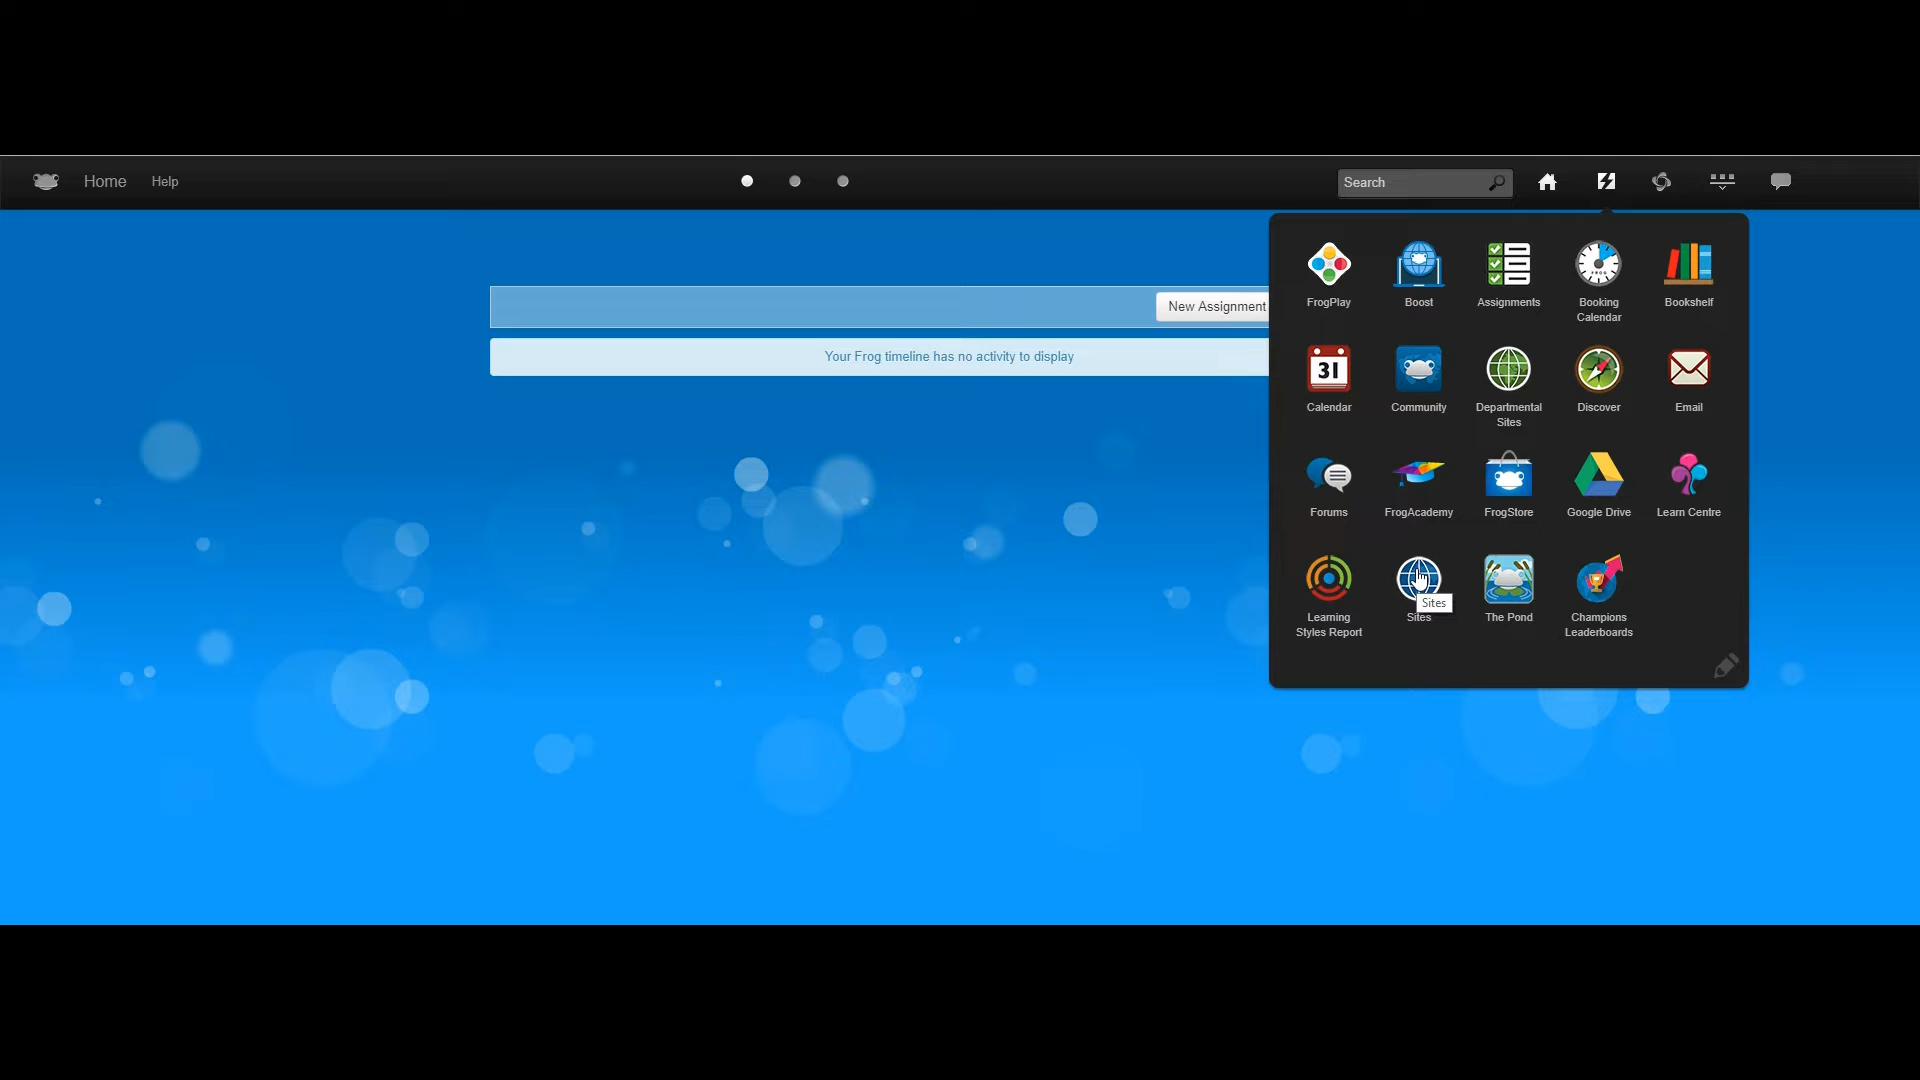 Home
Help
Search
New Assignment
Your Frog timeline has no activity to display
FrogPlay
Boost
Assignments
Booking
Calendar
Bookshelf
31
Calendar
Community
Departmental
Sites
Discover
Email
Forums
FrogAcademy
FrogStore
Google Drive
Learn Centre
Learning
Styles Report
Sites
Sites
The Pond
Champions
Leaderboards